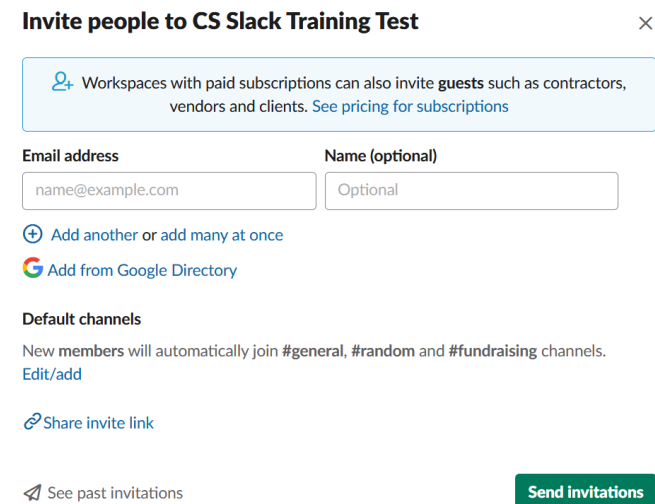 Invite people to CS Slack Training Test
Workspaces with paid subscriptions can also invite guests such as contractors,
vendors and clients. See pricing for subscriptions
Email address
Name (optional)
name@example.com
Optional
Add another or add many at once
Add from Google Directory
Default channels
New members will automatically join #general, #random and #fundraising channels.
Edit/add
Share invite link
See past invitations
Send invitations